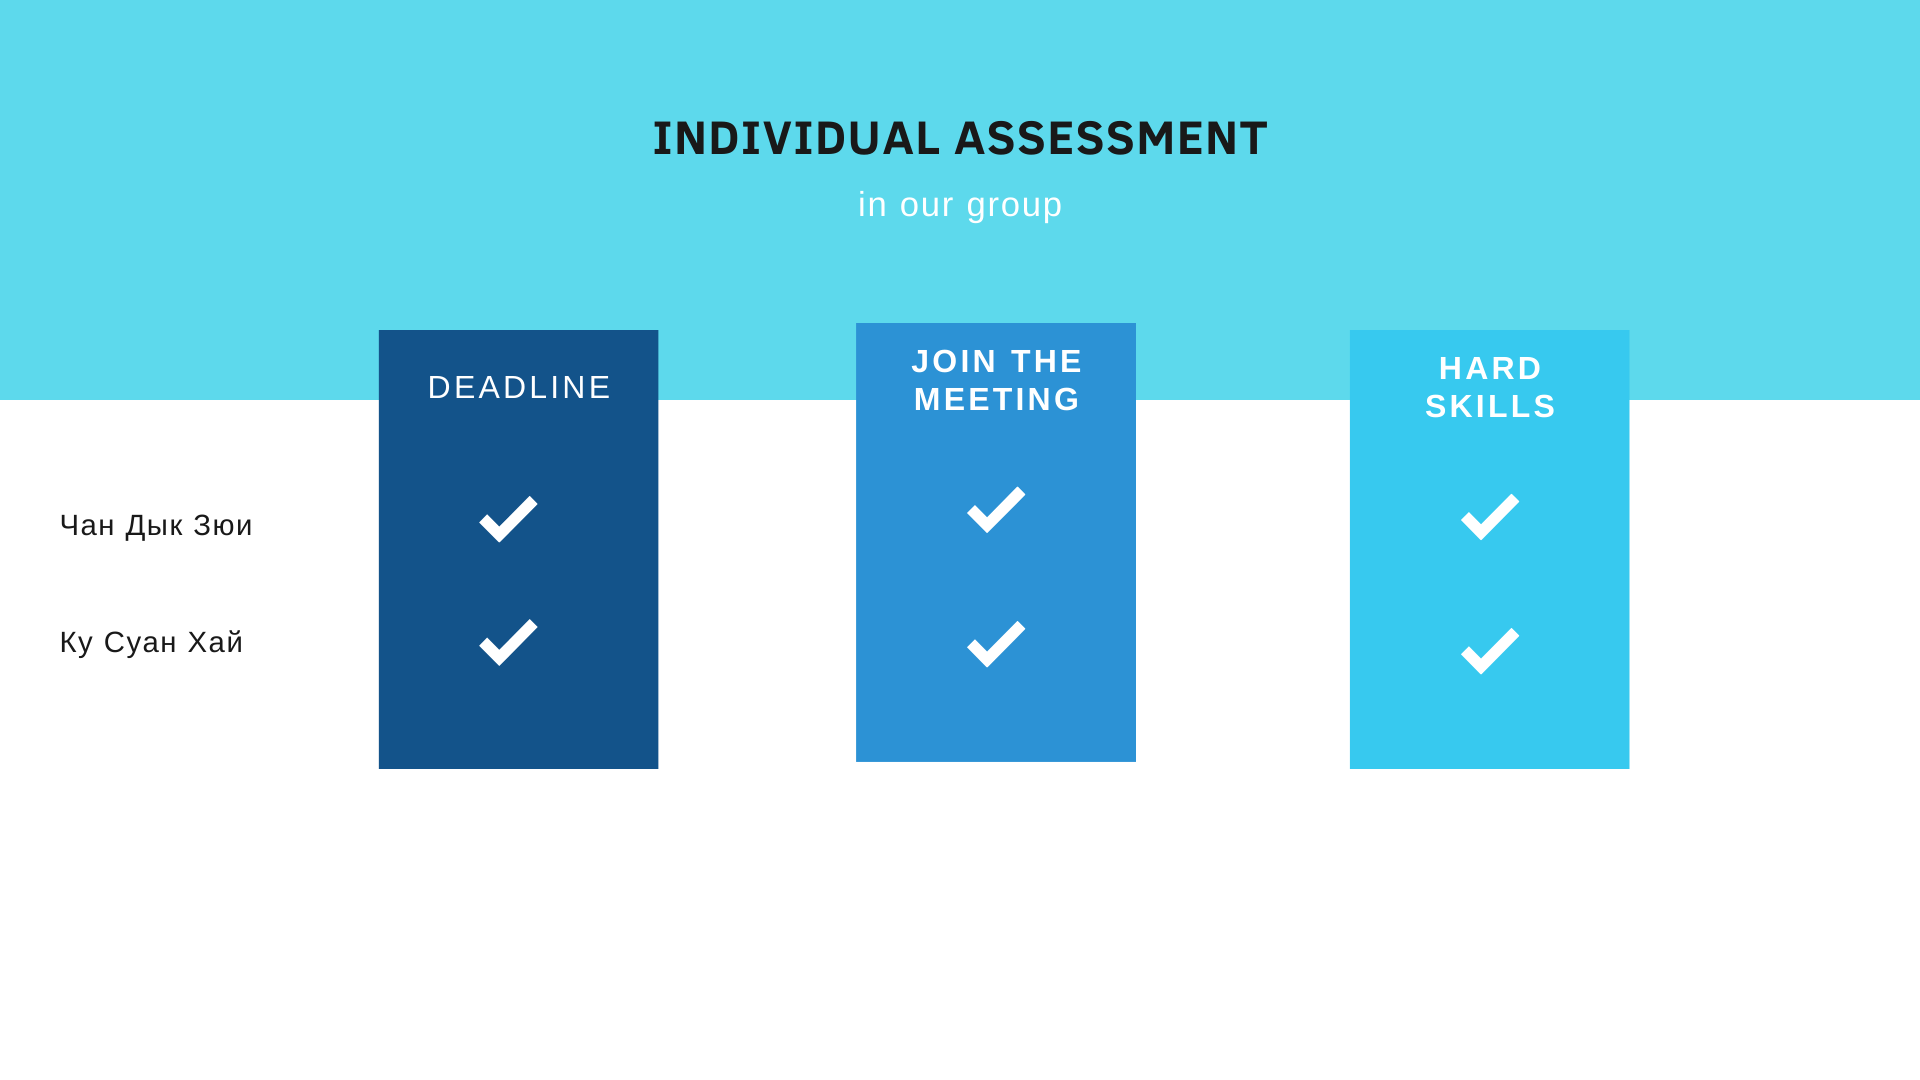 INDIVIDUAL ASSESSMENT
in our group
DEADLINE
JOIN THE
MEETING
HARD
SKILLS
Чан Дык Зюи
Ку Суан Хай